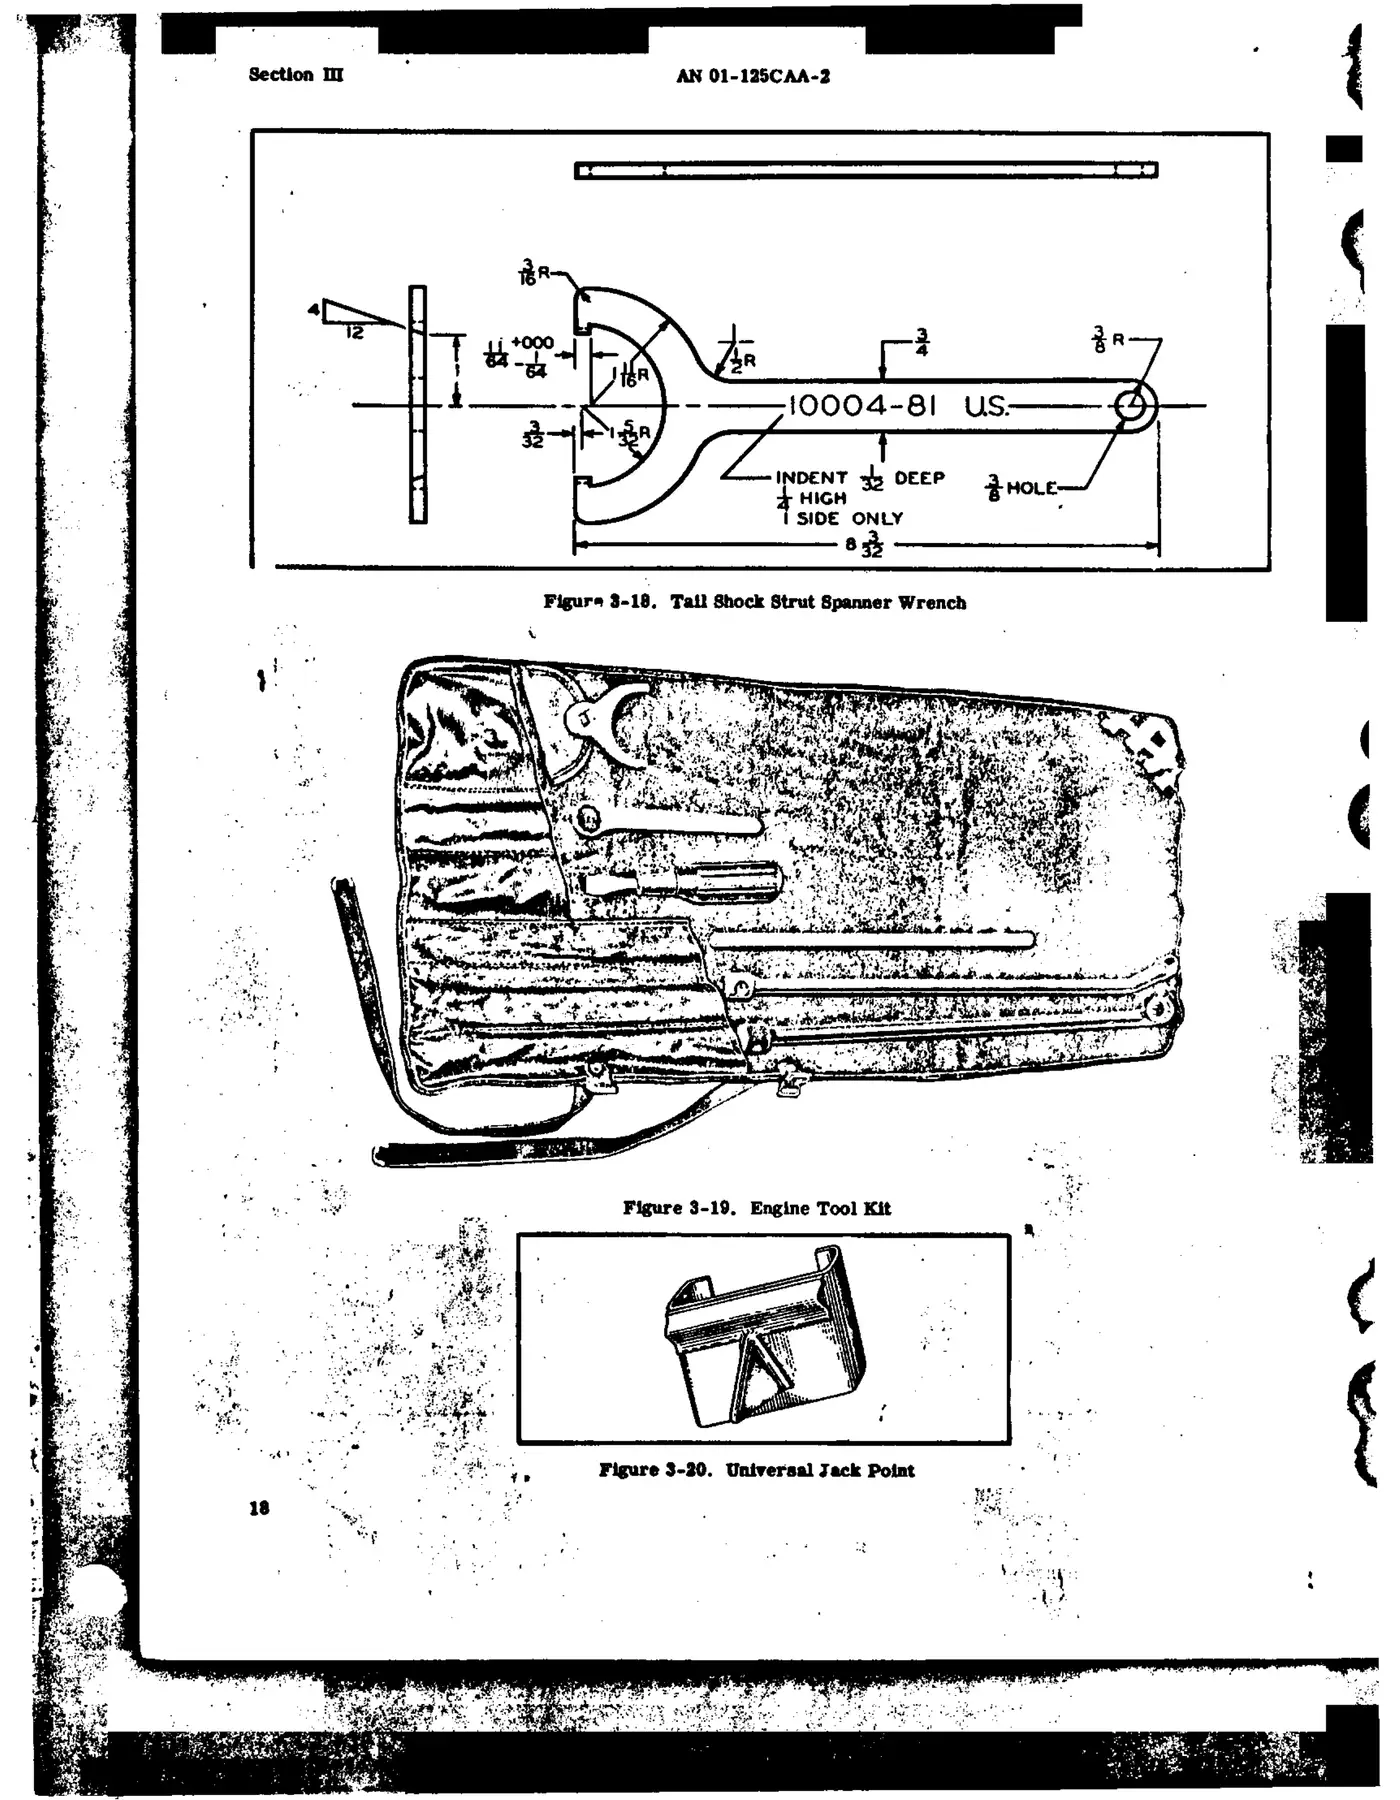 Section III
AN 01-125CAA-2
3/16 R
4
12
11/64 +000 -1/64
1 11/16 R
1 1/2 R
3/4
3/8 R
10004-81 U.S.
3/32
1 5/32 R
1
INDENT 1/32 DEEP
1/4 HIGH
1 SIDE ONLY
3/8 HOLE
8 3/32
Figure 3-18. Tail Shock Strut Spanner Wrench
Figure 3-19. Engine Tool Kit
Figure 3-20. Universal Jack Point
18